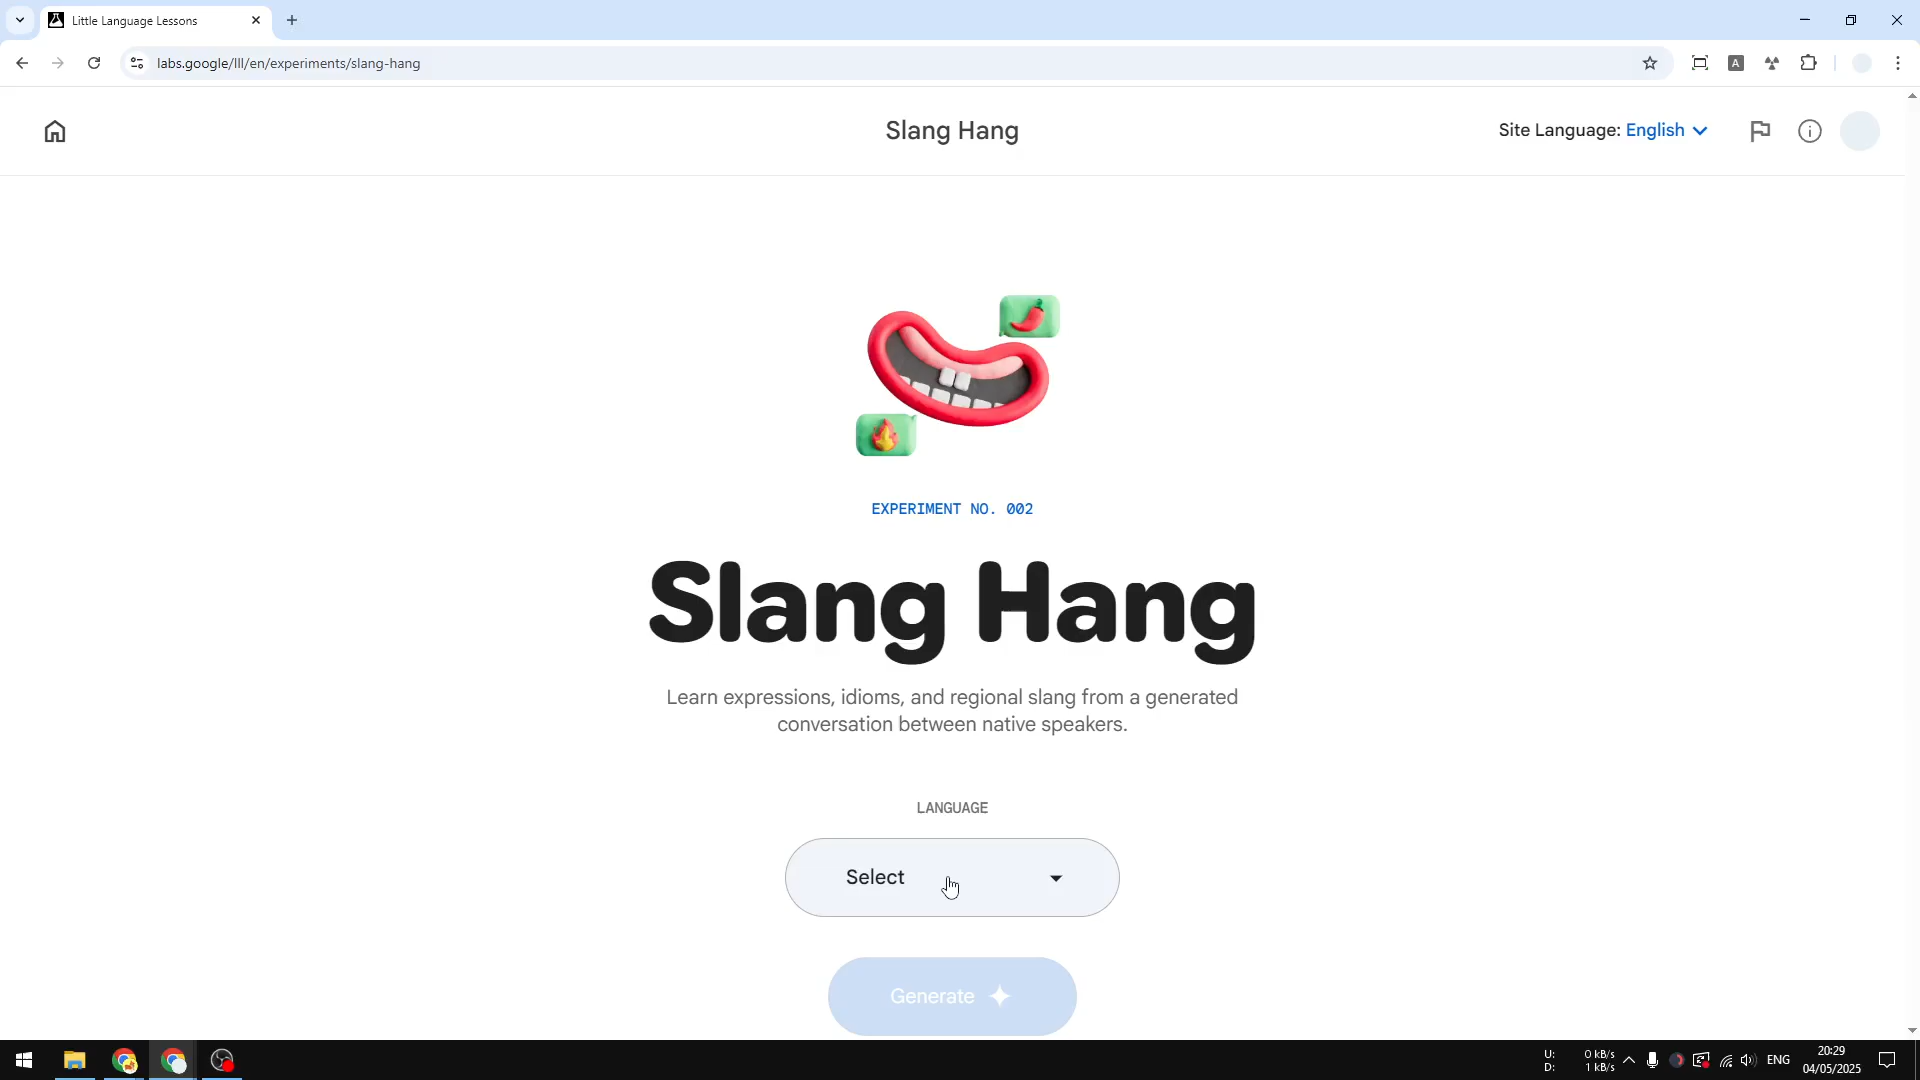 Little Language Lessons
labs.google/lll/en/experiments/slang-hang
A
Slang Hang
Site Language: English
EXPERIMENT NO. 002
Slang Hang
Learn expressions, idioms, and regional slang from a generated
conversation between native speakers.
LANGUAGE
Select
Generate
U: 0 kB/s
D: 1 kB/s
ENG
20:29
04/05/2025